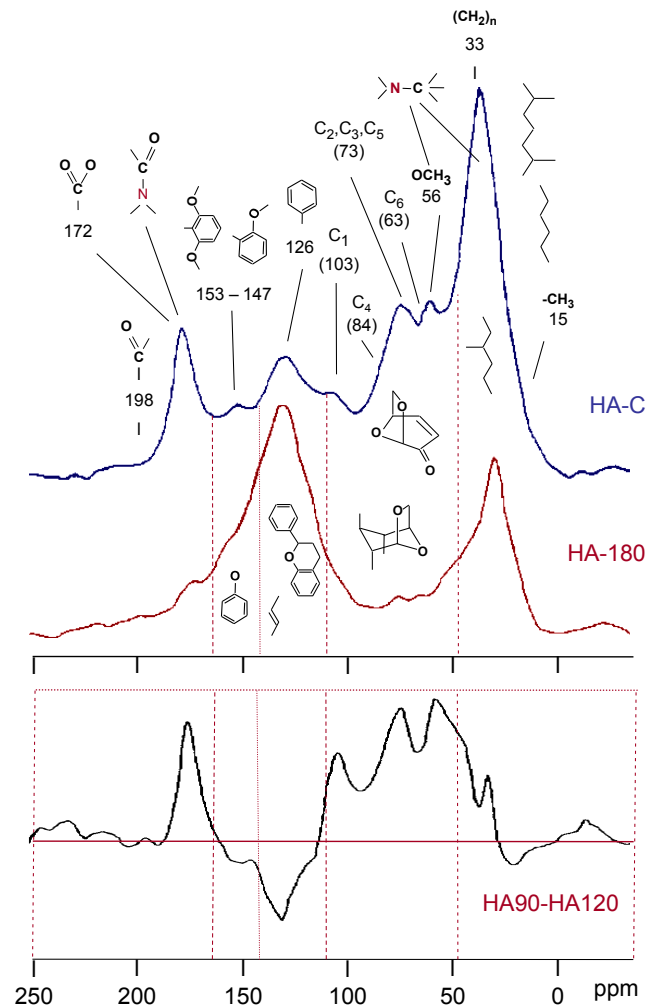 (CH₂)ₙ
33
N C
C₂,C₃,C₅
(73)
O O
C
172
C O
N
OCH₃
56
C₆
(63)
O
O
O
126
C₁
(103)
153 – 147
C₄
(84)
-CH₃
15
O
C
198
HA-C
O
O
O
HA-180
O
O
O
O
HA90-HA120
250 200 150 100 50 0 ppm